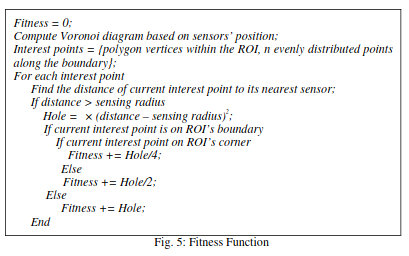 Fitness = 0;
Compute Voronoi diagram based on sensors' position;
Interest points = {polygon vertices within the ROI, n evenly distributed points
along the boundary};
For each interest point
Find the distance of current interest point to its nearest sensor;
If distance > sensing radius
Hole = × (distance – sensing radius)²;
If current interest point is on ROI's boundary
If current interest point on ROI's corner
Fitness += Hole/4;
Else
Fitness += Hole/2;
Else
Fitness += Hole;
End
Fig. 5: Fitness Function